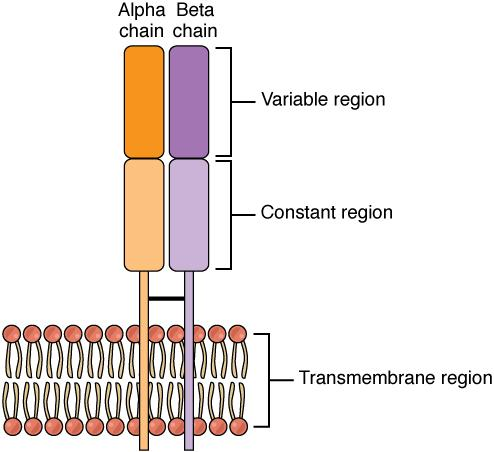 Alpha Beta
chain chain
Variable region
Constant region
Transmembrane region